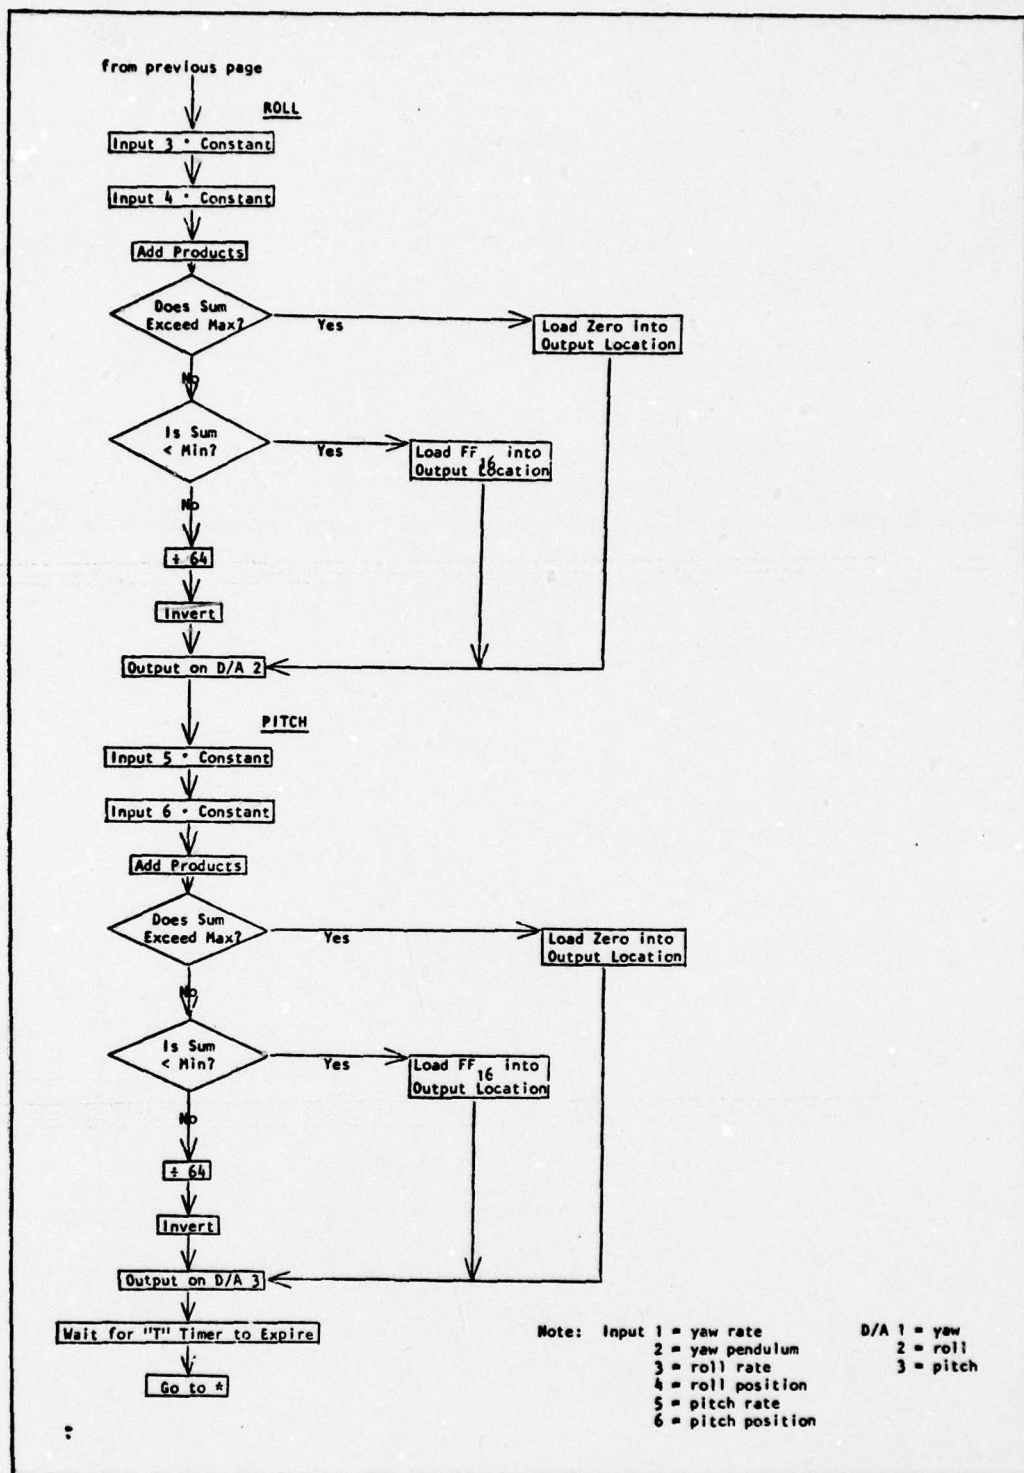 from previous page
ROLL
Input 3 · Constant
Input 4 · Constant
Add Products
Does Sum
Exceed Max?
Yes
Load Zero into
Output Location
No
Is Sum
< Min?
Yes
Load FF16 into
Output Location
No
÷ 64
Invert
Output on D/A 2
PITCH
Input 5 · Constant
Input 6 · Constant
Add Products
Does Sum
Exceed Max?
Yes
Load Zero into
Output Location
No
Is Sum
< Min?
Yes
Load FF16 into
Output Location
No
÷ 64
Invert
Output on D/A 3
Wait for "T" Timer to Expire
Go to *
Note: Input 1 = yaw rate
2 = yaw pendulum
3 = roll rate
4 = roll position
5 = pitch rate
6 = pitch position
D/A 1 = yaw
2 = roll
3 = pitch